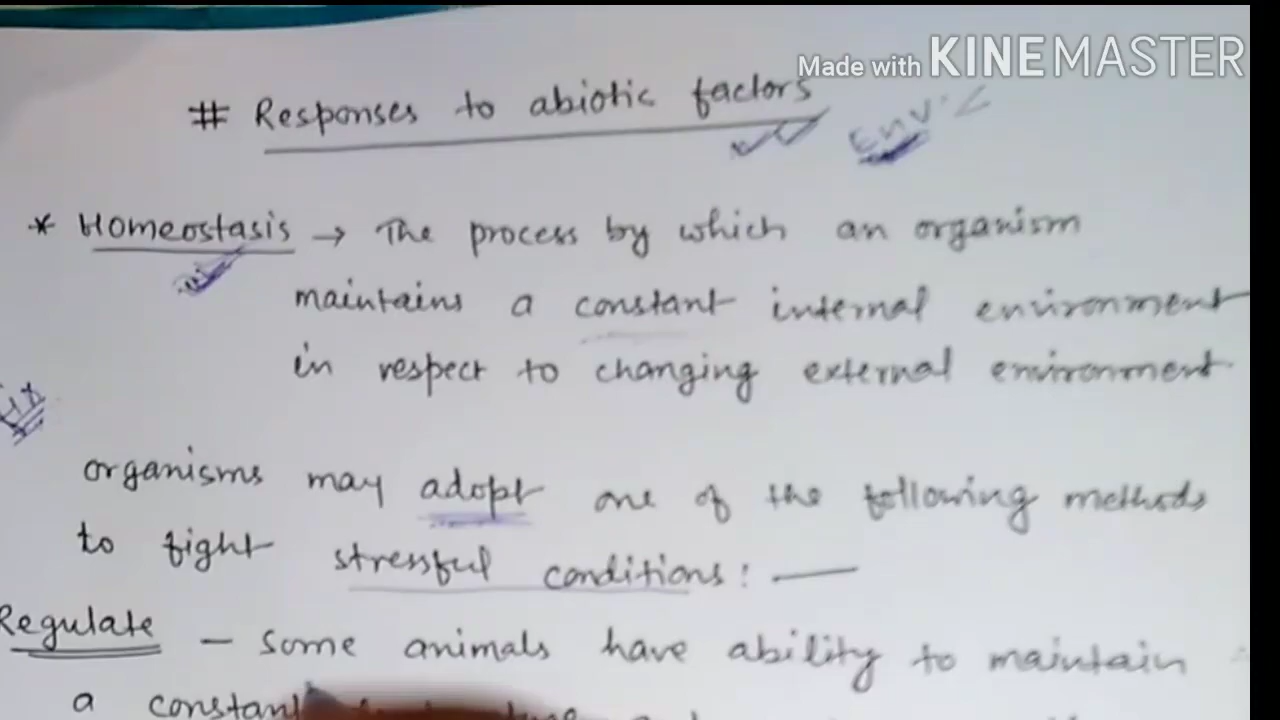 Made with KINEMASTER
# Responses to abiotic factors
Env.
* Homeostasis → The process by which an organism
maintains a constant internal environment
in respect to changing external environment
organisms may adopt one of the following methods
to fight stressful conditions : —
Regulate - Some animals have ability to maintain
a constant